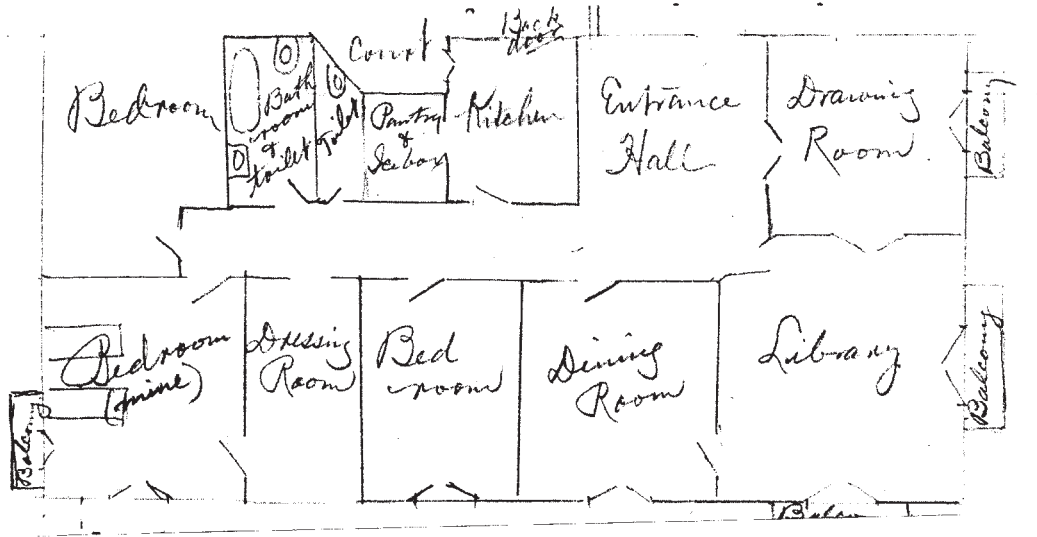 Back
door
Court
Bedroom
Bath
room
&
toilet
Toilet
Pantry
&
Icebox
Kitchen
Entrance
Hall
Drawing
Room
Balcony
Bedroom
(mine)
Dressing
Room
Bed
room
Dining
Room
Library
Balcony
Balcony
Balco